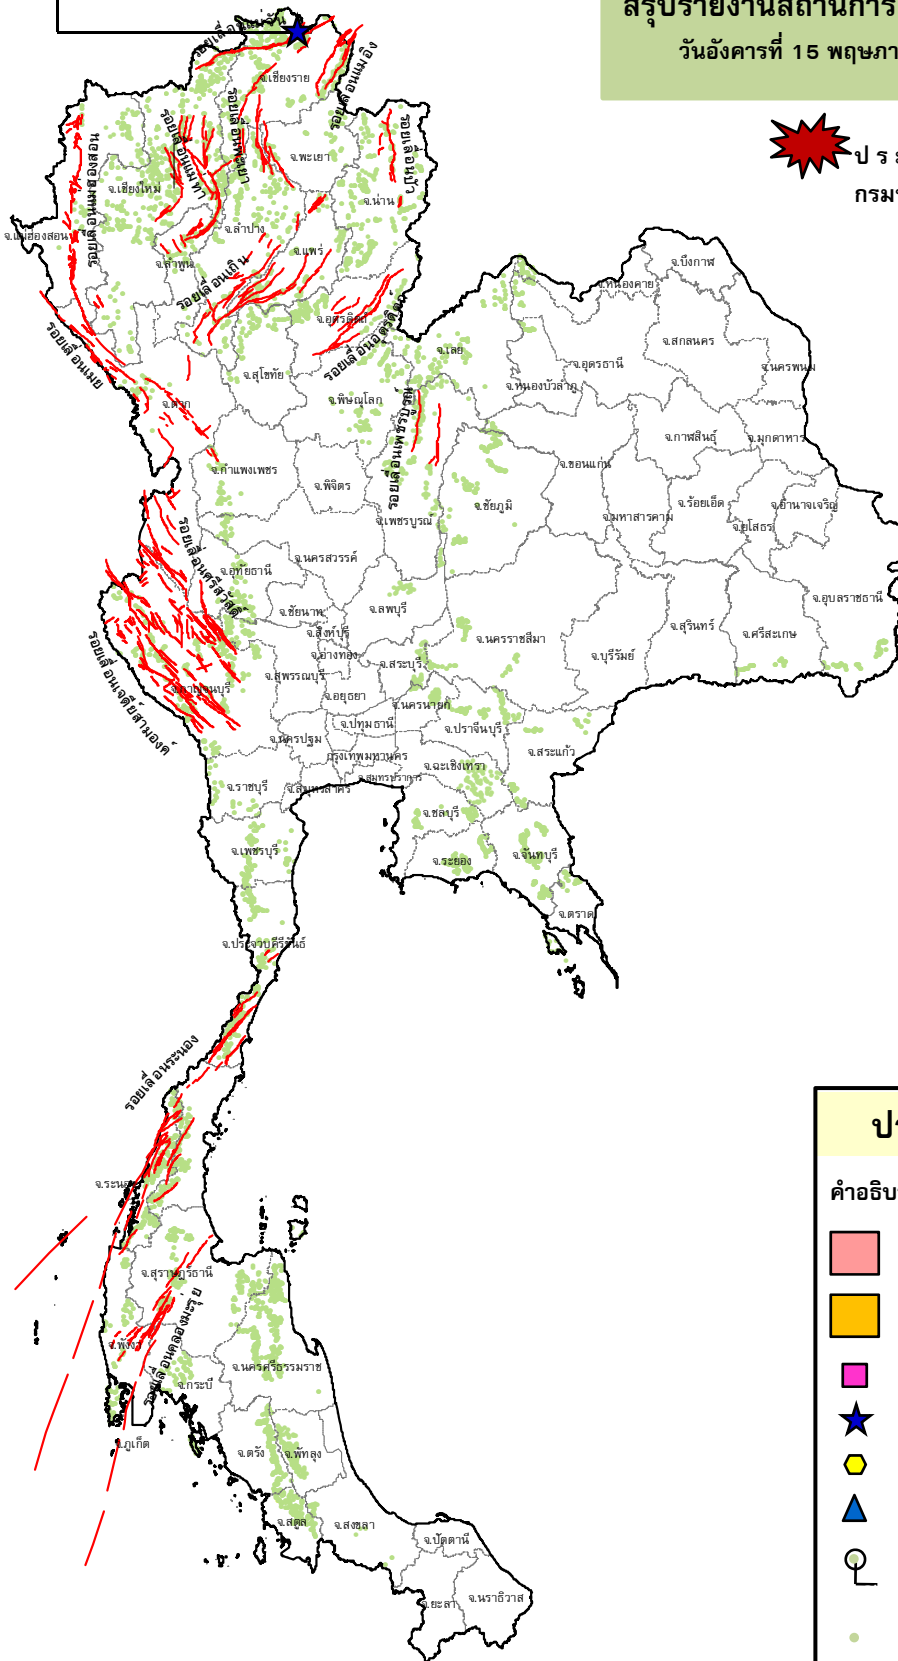 สรุปรายงานสถานการ
วันอังคารที่ 15 พฤษภา
รอยเลื่อนแม่จัน
จ.เชียงราย
รอยเลื่อนแม่อิง
ป ร ะ
กรมท
รอยเลื่อนแม่ฮ่องสอน
รอยเลื่อนแม่ทา
รอยเลื่อนพะเยา
รอยเลื่อนปัว
จ.พะเยา
จ.เชียงใหม่
จ.น่าน
จ.แม่ฮ่องสอน
จ.ลำปาง
จ.แพร่
จ.ลำพูน
รอยเลื่อนเถิน
จ.บึงกาฬ
จ.หนองคาย
จ.อุตรดิตถ์
รอยเลื่อนอุตรดิตถ์
รอยเลื่อนเมย
จ.เลย
จ.สกลนคร
จ.นครพนม
จ.อุดรธานี
จ.สุโขทัย
จ.หนองบัวลำภู
จ.ตาก
จ.พิษณุโลก
รอยเลื่อนเพชรบูรณ์
จ.กาฬสินธุ์
จ.มุกดาหาร
จ.กำแพงเพชร
จ.ขอนแก่น
จ.พิจิตร
จ.เพชรบูรณ์
จ.ชัยภูมิ
จ.มหาสารคาม
จ.ร้อยเอ็ด
จ.อำนาจเจริญ
จ.ยโสธร
รอยเลื่อนศรีสวัสดิ์
จ.อุทัยธานี
จ.นครสวรรค์
จ.ชัยนาท
จ.ลพบุรี
จ.อุบลราชธานี
จ.สิงห์บุรี
จ.นครราชสีมา
จ.สุรินทร์
จ.ศรีสะเกษ
จ.อ่างทอง
จ.สระบุรี
จ.บุรีรัมย์
รอยเลื่อนเจดีย์สามองค์
จ.กาญจนบุรี
จ.สุพรรณบุรี
จ.อยุธยา
จ.นครนายก
จ.ปทุมธานี
จ.ปราจีนบุรี
จ.นครปฐม
จ.สระแก้ว
กรุงเทพมหานคร
จ.ฉะเชิงเทรา
จ.สมุทรปราการ
จ.ราชบุรี
จ.สมุทรสาคร
จ.ชลบุรี
จ.เพชรบุรี
จ.ระยอง
จ.จันทบุรี
จ.ตราด
จ.ประจวบคีรีขันธ์
รอยเลื่อนระนอง
ปร
คำอธิบ
จ.ระนอง
จ.สุราษฎร์ธานี
รอยเลื่อนคลองมะรุ่ย
จ.พังงา
จ.นครศรีธรรมราช
จ.กระบี่
จ.ภูเก็ต
จ.ตรัง
จ.พัทลุง
จ.สตูล
จ.สงขลา
จ.ปัตตานี
จ.ยะลา
จ.นราธิวาส